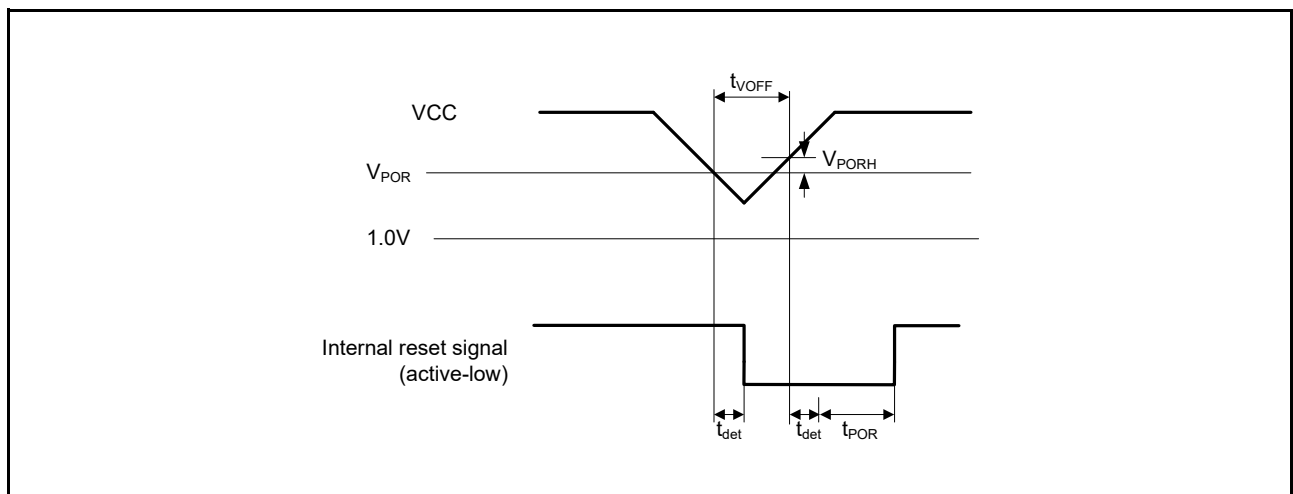 tVOFF
VCC
VPORH
VPOR
1.0V
Internal reset signal
(active-low)
tdet
tdet
tPOR